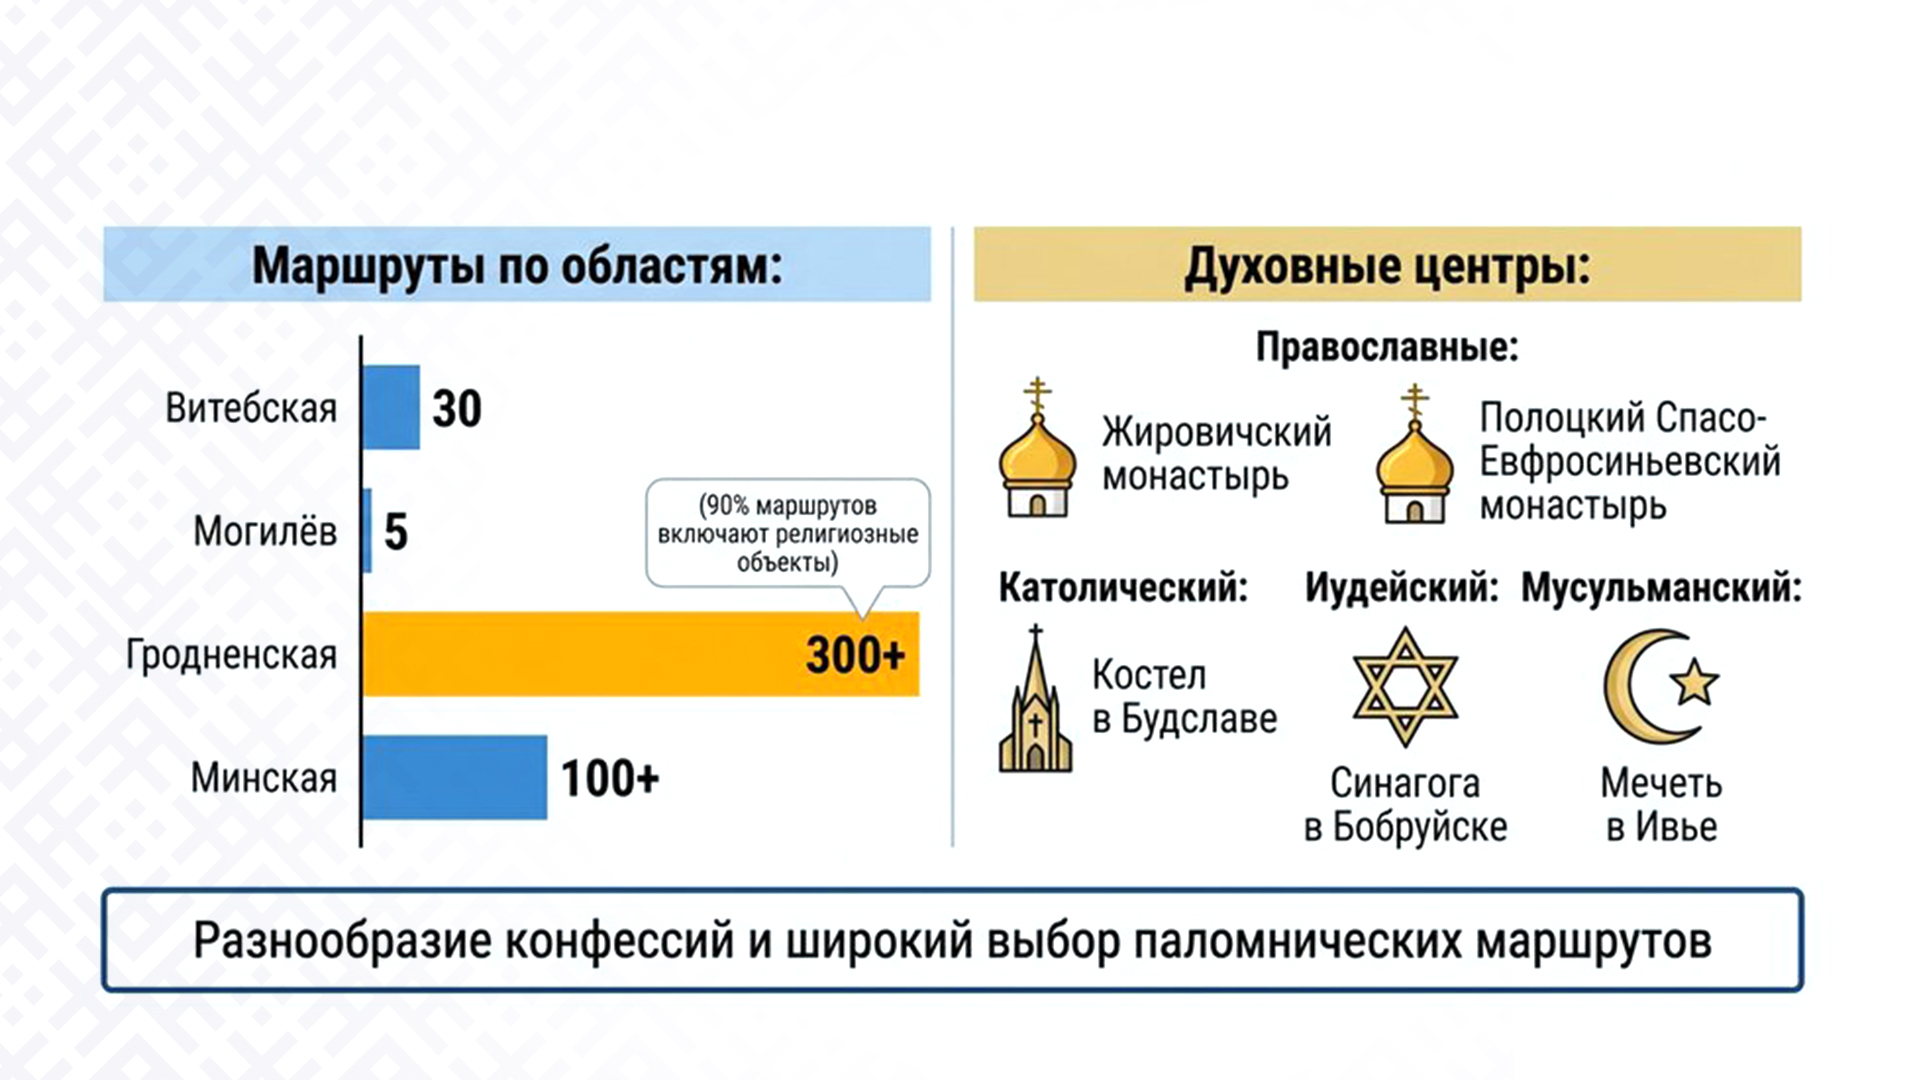 Маршруты по областям:
Витебская
30
Могилёв
5
(90% маршрутов
включают религиозные
объекты)
Гродненская
300+
Минская
100+
Духовные центры:
Православные:
Жировичский
монастырь
Полоцкий Спасо-
Евфросиньевский
монастырь
Католический:
Костел
в Будславе
Иудейский:
Синагога
в Бобруйске
Мусульманский:
Мечеть
в Ивье
Разнообразие конфессий и широкий выбор паломнических маршрутов